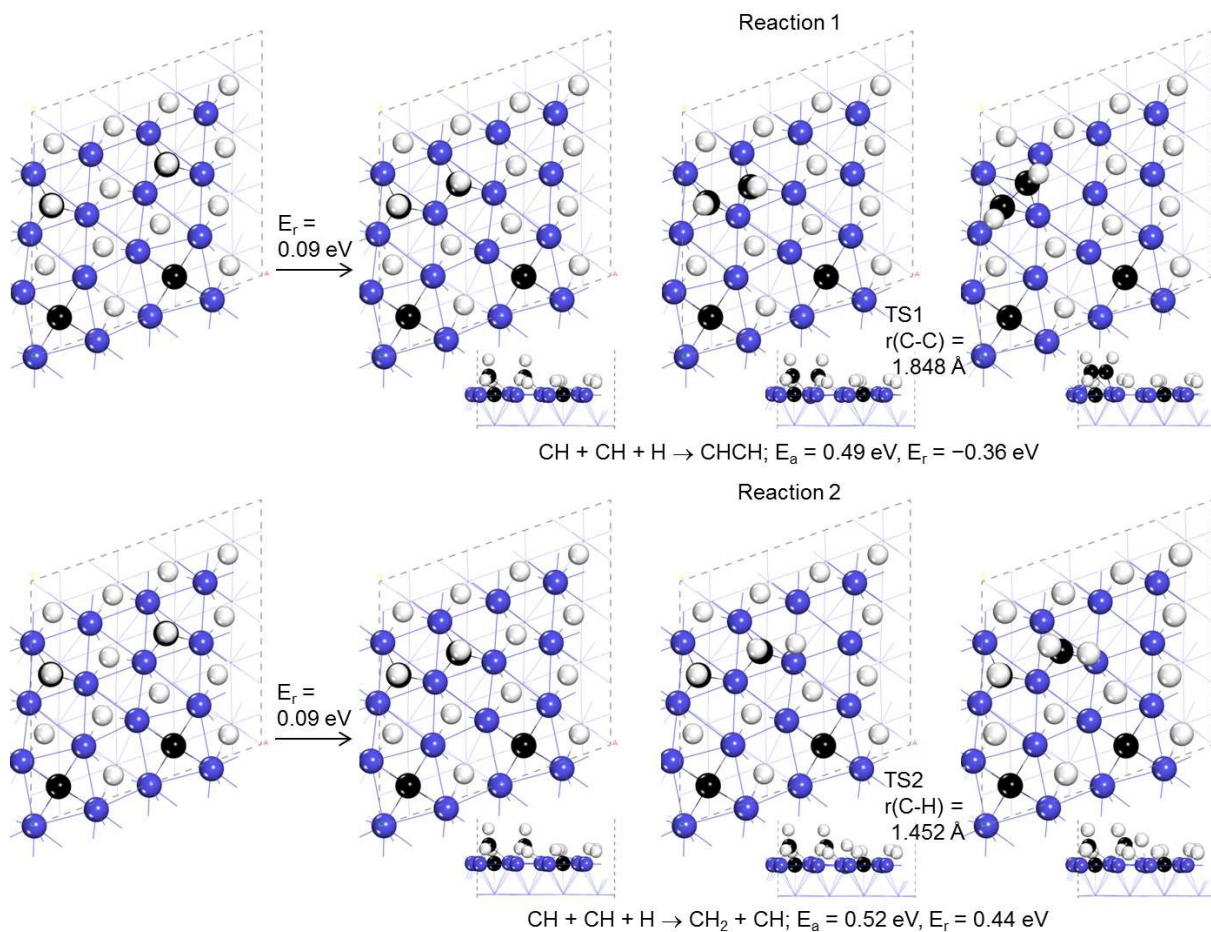 Reaction 1
E_r =
0.09 eV
TS1
r(C-C) =
1.848 Å
CH + CH + H → CHCH; E_a = 0.49 eV, E_r = −0.36 eV
Reaction 2
E_r =
0.09 eV
TS2
r(C-H) =
1.452 Å
CH + CH + H → CH₂ + CH; E_a = 0.52 eV, E_r = 0.44 eV